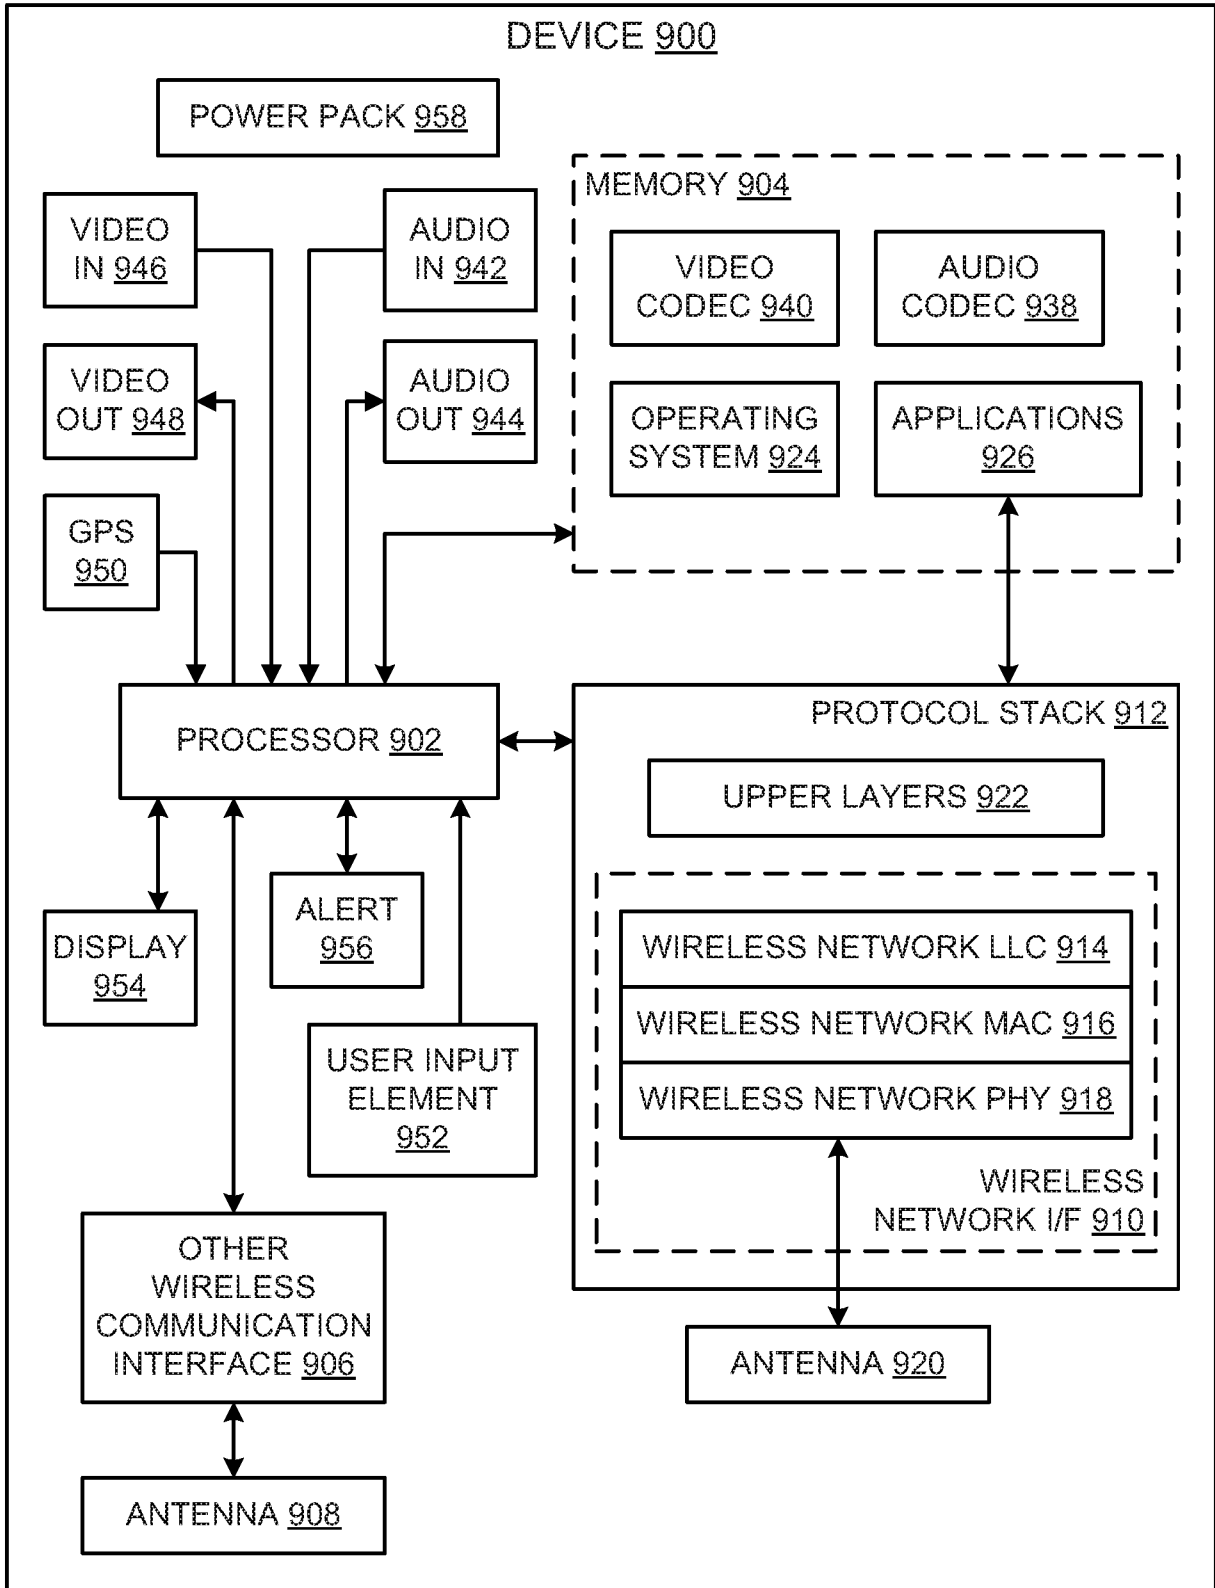 DEVICE 900
POWER PACK 958
VIDEO
IN 946
AUDIO
IN 942
VIDEO
OUT 948
AUDIO
OUT 944
GPS
950
MEMORY 904
VIDEO
CODEC 940
AUDIO
CODEC 938
OPERATING
SYSTEM 924
APPLICATIONS
926
PROCESSOR 902
PROTOCOL STACK 912
UPPER LAYERS 922
WIRELESS NETWORK LLC 914
WIRELESS NETWORK MAC 916
WIRELESS NETWORK PHY 918
WIRELESS
NETWORK I/F 910
DISPLAY
954
ALERT
956
USER INPUT
ELEMENT
952
OTHER
WIRELESS
COMMUNICATION
INTERFACE 906
ANTENNA 920
ANTENNA 908